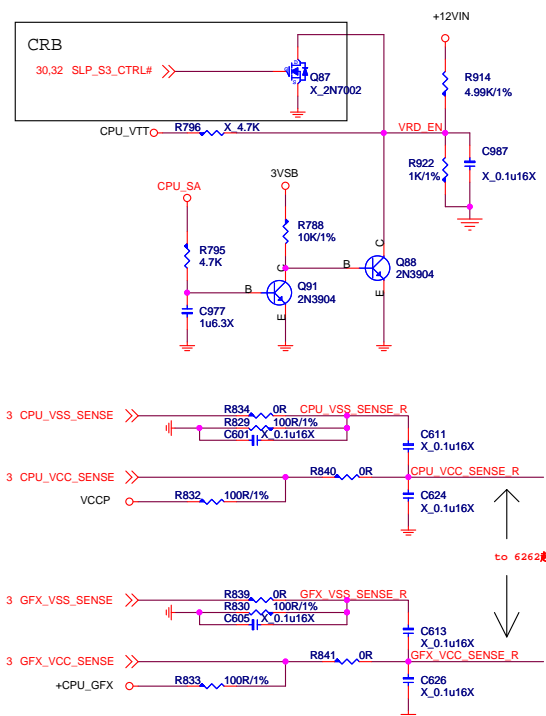 +12VIN
CRB
30,32 SLP_S3_CTRL#
Q87
X_2N7002
R914
4.99K/1%
CPU_VTT
R796
X_4.7K
VRD_EN
C987
X_0.1u16X
R922
1K/1%
CPU_SA
3VSB
R788
10K/1%
R795
4.7K
C
C
B
Q88
2N3904
B
Q91
2N3904
E
E
C977
1u6.3X
3 CPU_VSS_SENSE
R834
0R
CPU_VSS_SENSE_R
R829
100R/1%
C601
X_0.1u16X
C611
X_0.1u16X
3 CPU_VCC_SENSE
R840
0R
CPU_VCC_SENSE_R
VCCP
R832
100R/1%
C624
X_0.1u16X
to 6262
3 GFX_VSS_SENSE
R839
0R
GFX_VSS_SENSE_R
R830
100R/1%
C605
X_0.1u16X
C613
X_0.1u16X
3 GFX_VCC_SENSE
R841
0R
GFX_VCC_SENSE_R
+CPU_GFX
R833
100R/1%
C626
X_0.1u16X